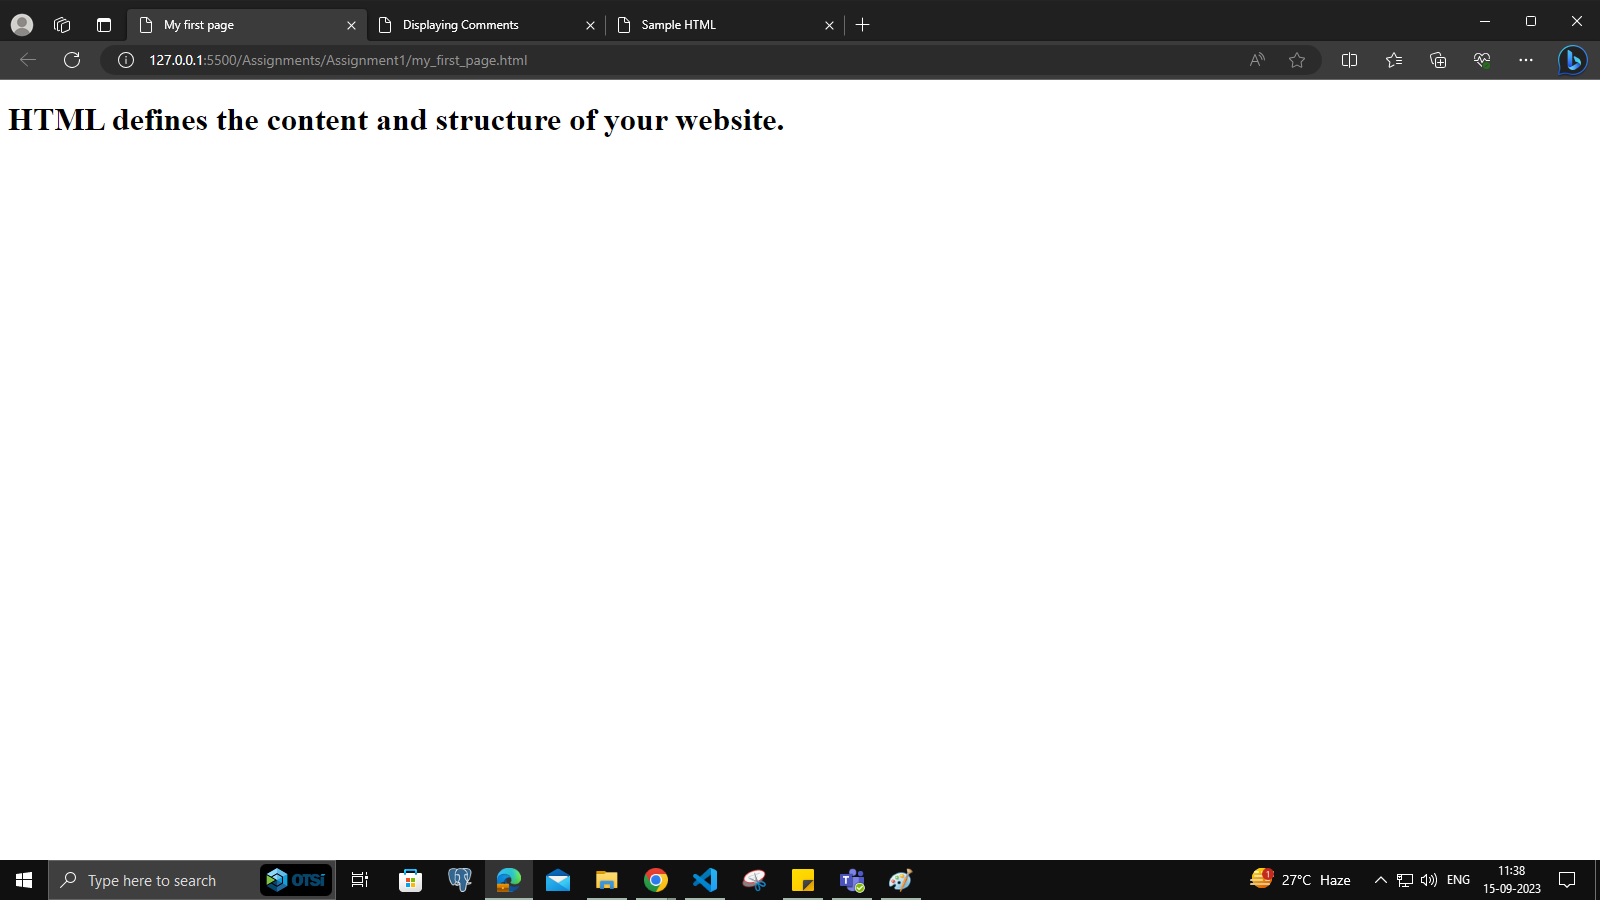 My first page
Displaying Comments
Sample HTML
127.0.0.1:5500/Assignments/Assignment1/my_first_page.html
HTML defines the content and structure of your website.
Type here to search
OTSi
1
27°C Haze
ENG
11:38
15-09-2023